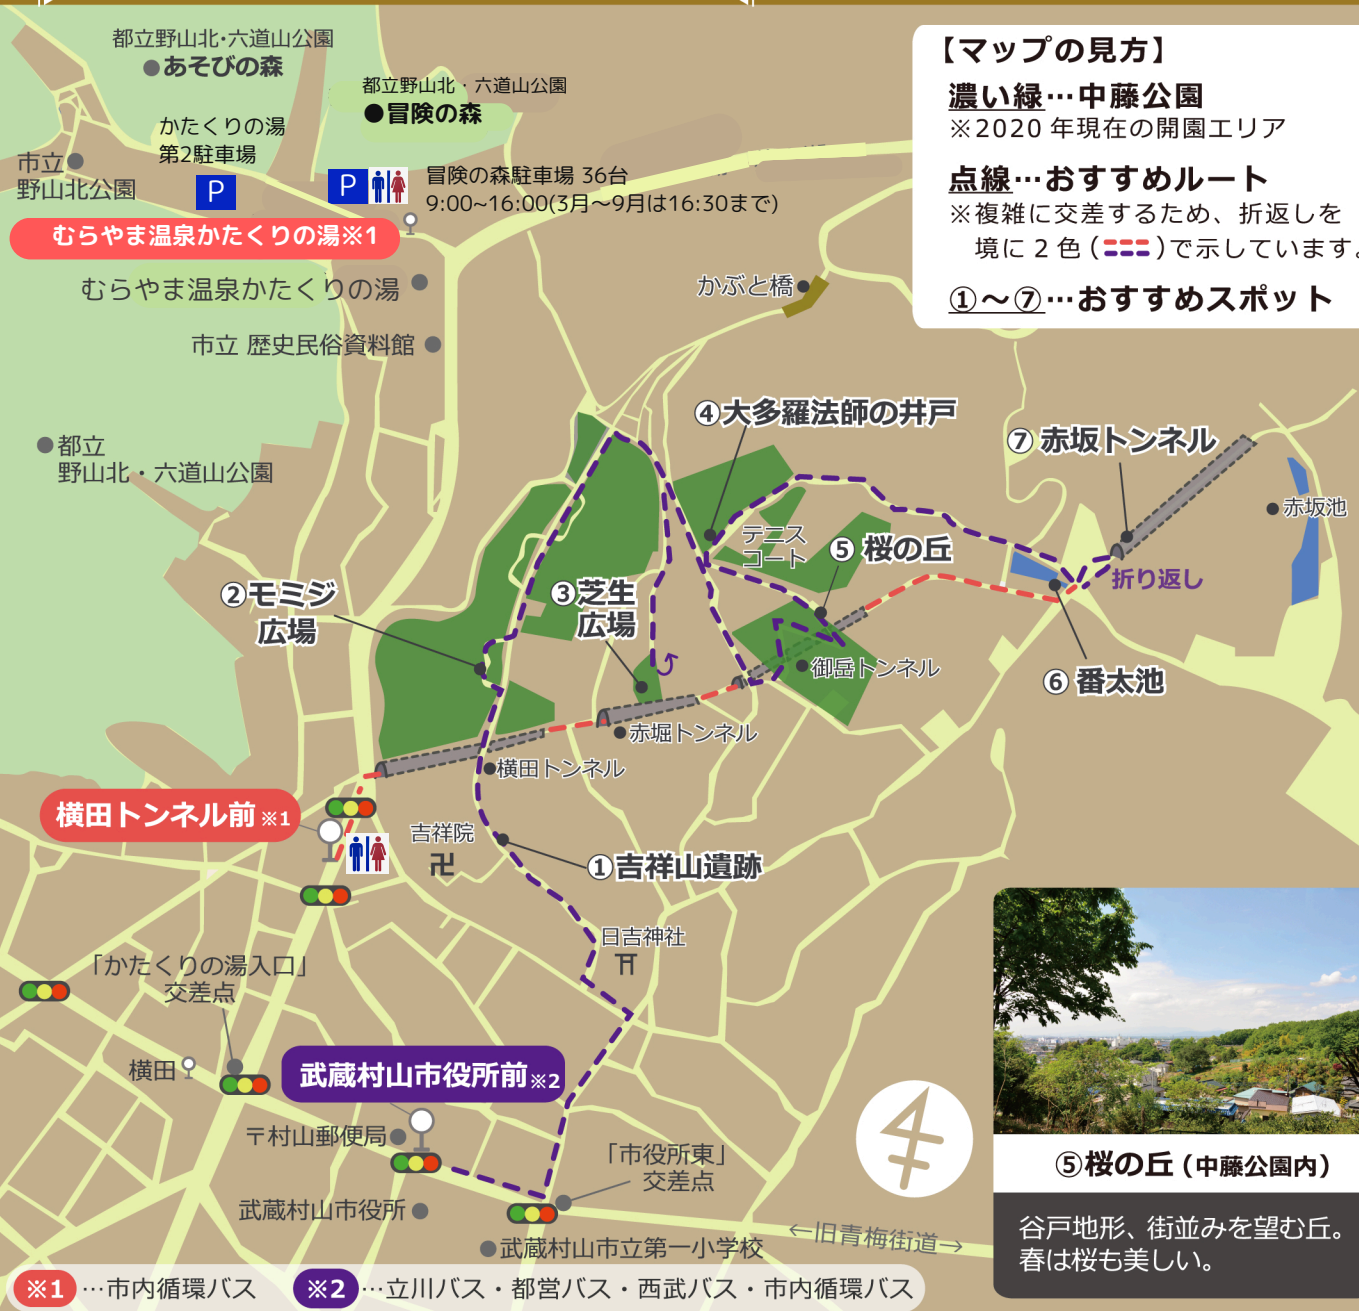 都立野山北・六道山公園
●あそびの森
都立野山北・六道山公園
●冒険の森
かたくりの湯
第2駐車場
市立
野山北公園
P
P
冒険の森駐車場 36台
9:00~16:00(3月〜9月は16:30まで)
むらやま温泉かたくりの湯※1
むらやま温泉かたくりの湯
市立 歴史民俗資料館
かぶと橋
【マップの見方】
濃い緑…中藤公園
※2020 年現在の開園エリア
点線…おすすめルート
※複雑に交差するため、折返しを
境に 2 色 ( )で示しています。
①〜⑦…おすすめスポット
都立
野山北・六道山公園
④大多羅法師の井戸
⑦ 赤坂トンネル
赤坂池
テニス
コート
⑤ 桜の丘
折り返し
②モミジ
広場
③芝生
広場
御岳トンネル
⑥ 番太池
赤堀トンネル
横田トンネル
横田トンネル前※1
吉祥院
卍
①吉祥山遺跡
日吉神社
「かたくりの湯入口」
交差点
横田
武蔵村山市役所前※2
〒村山郵便局
「市役所東」
交差点
武蔵村山市役所
武蔵村山市立第一小学校
←旧青梅街道→
⑤桜の丘 (中藤公園内)
谷戸地形、街並みを望む丘。
春は桜も美しい。
※1 …市内循環バス ※2 …立川バス・都営バス・西武バス・市内循環バス